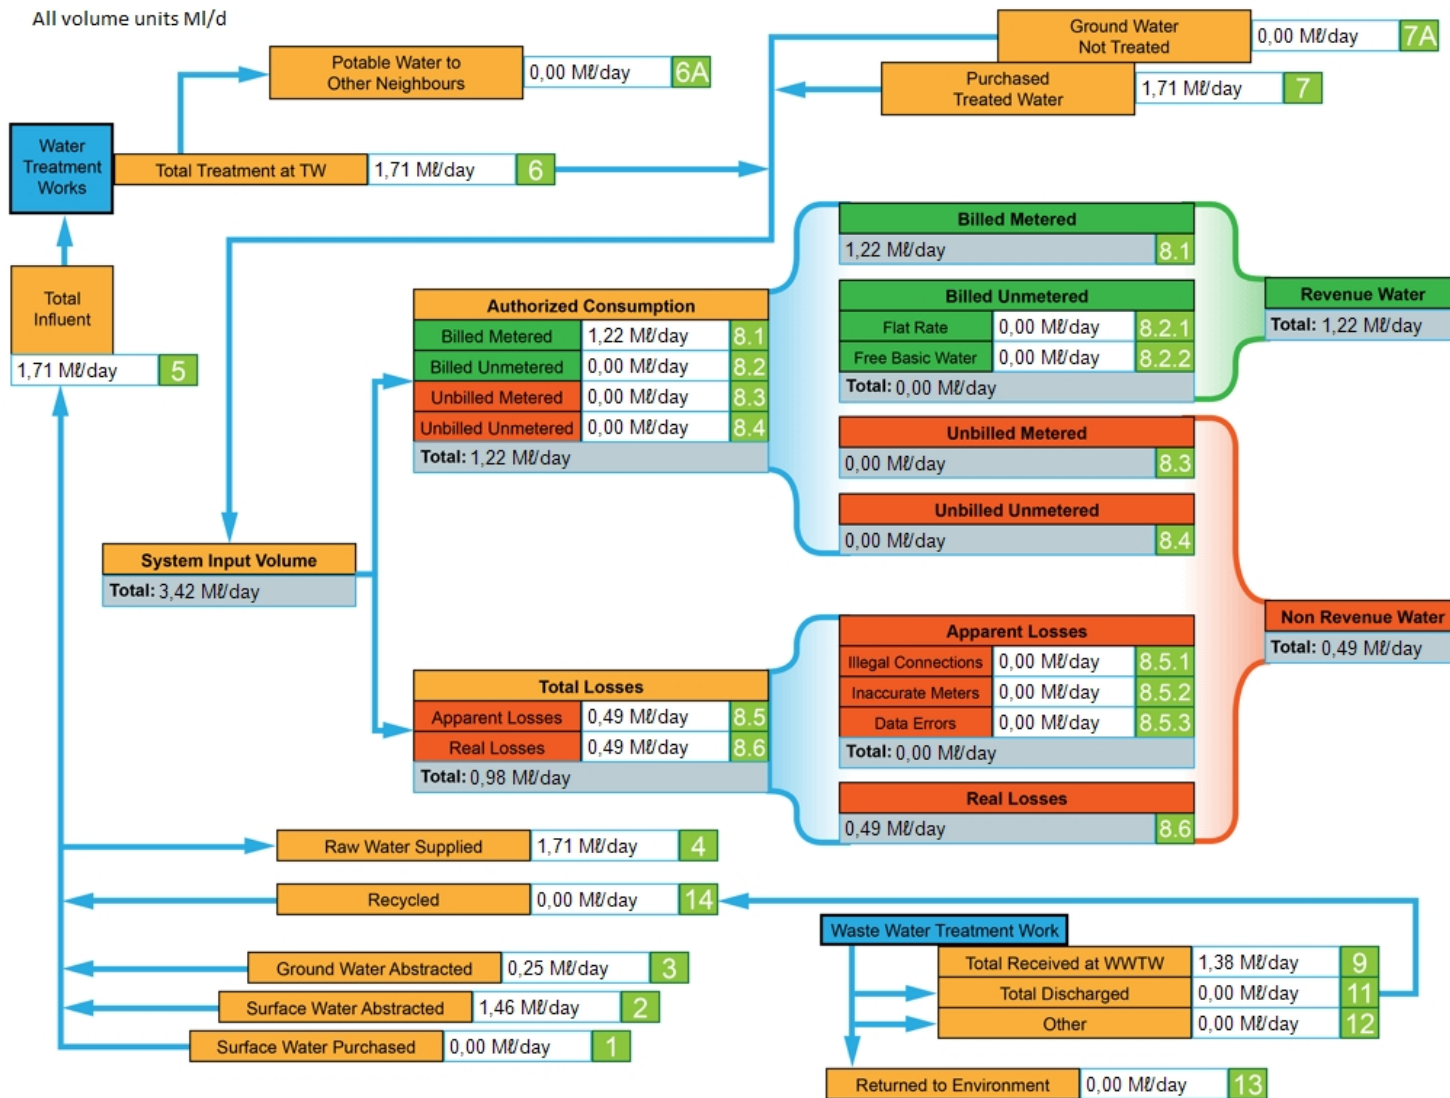 All volume units Ml/d
Ground Water
Not Treated
0,00 Mℓ/day
7A
Potable Water to
Other Neighbours
0,00 Mℓ/day
6A
Purchased
Treated Water
1,71 Mℓ/day
7
Water
Treatment
Works
Total Treatment at TW
1,71 Mℓ/day
6
Total
Influent
1,71 Mℓ/day
5
Authorized Consumption
Billed Metered 1,22 Mℓ/day 8.1
Billed Unmetered 0,00 Mℓ/day 8.2
Unbilled Metered 0,00 Mℓ/day 8.3
Unbilled Unmetered 0,00 Mℓ/day 8.4
Total: 1,22 Mℓ/day
Billed Metered
1,22 Mℓ/day 8.1
Billed Unmetered
Flat Rate 0,00 Mℓ/day 8.2.1
Free Basic Water 0,00 Mℓ/day 8.2.2
Total: 0,00 Mℓ/day
Revenue Water
Total: 1,22 Mℓ/day
Unbilled Metered
0,00 Mℓ/day 8.3
Unbilled Unmetered
0,00 Mℓ/day 8.4
System Input Volume
Total: 3,42 Mℓ/day
Non Revenue Water
Total: 0,49 Mℓ/day
Total Losses
Apparent Losses 0,49 Mℓ/day 8.5
Real Losses 0,49 Mℓ/day 8.6
Total: 0,98 Mℓ/day
Apparent Losses
Illegal Connections 0,00 Mℓ/day 8.5.1
Inaccurate Meters 0,00 Mℓ/day 8.5.2
Data Errors 0,00 Mℓ/day 8.5.3
Total: 0,00 Mℓ/day
Real Losses
0,49 Mℓ/day 8.6
Raw Water Supplied 1,71 Mℓ/day 4
Recycled 0,00 Mℓ/day 14
Ground Water Abstracted 0,25 Mℓ/day 3
Surface Water Abstracted 1,46 Mℓ/day 2
Surface Water Purchased 0,00 Mℓ/day 1
Waste Water Treatment Work
Total Received at WWTW 1,38 Mℓ/day 9
Total Discharged 0,00 Mℓ/day 11
Other 0,00 Mℓ/day 12
Returned to Environment 0,00 Mℓ/day 13